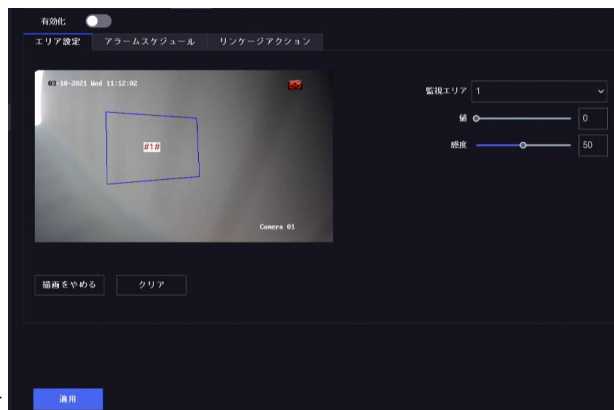 有効化
エリア設定 アラームスケジュール リンケージアクション
03-10-2021 Wed 11:12:02
監視エリア 1
値 0
#1#
感度 50
Camera 01
描画をやめる クリア
適用